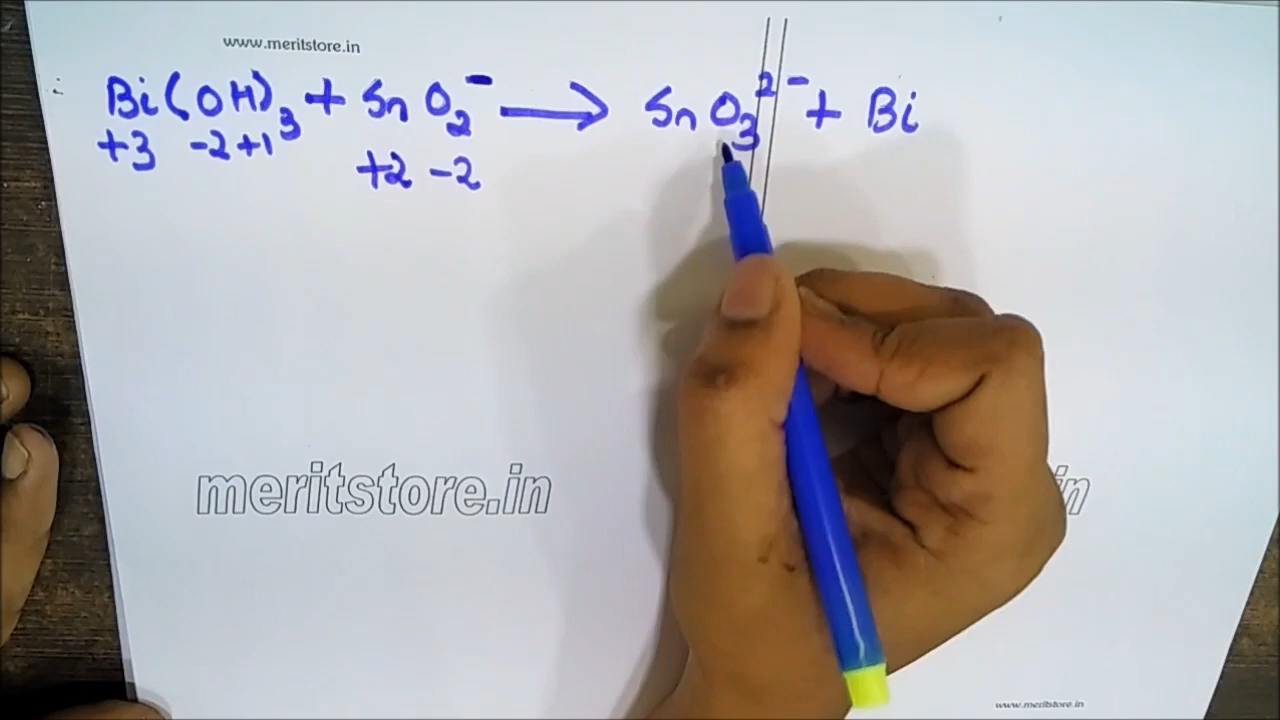 www.meritstore.in
Bi(OH)₃ + SnO₂⁻ ⟶ SnO₃²⁻ + Bi
+3 -2 +1
+2 -2
meritstore.in
in
www.meritstore.in